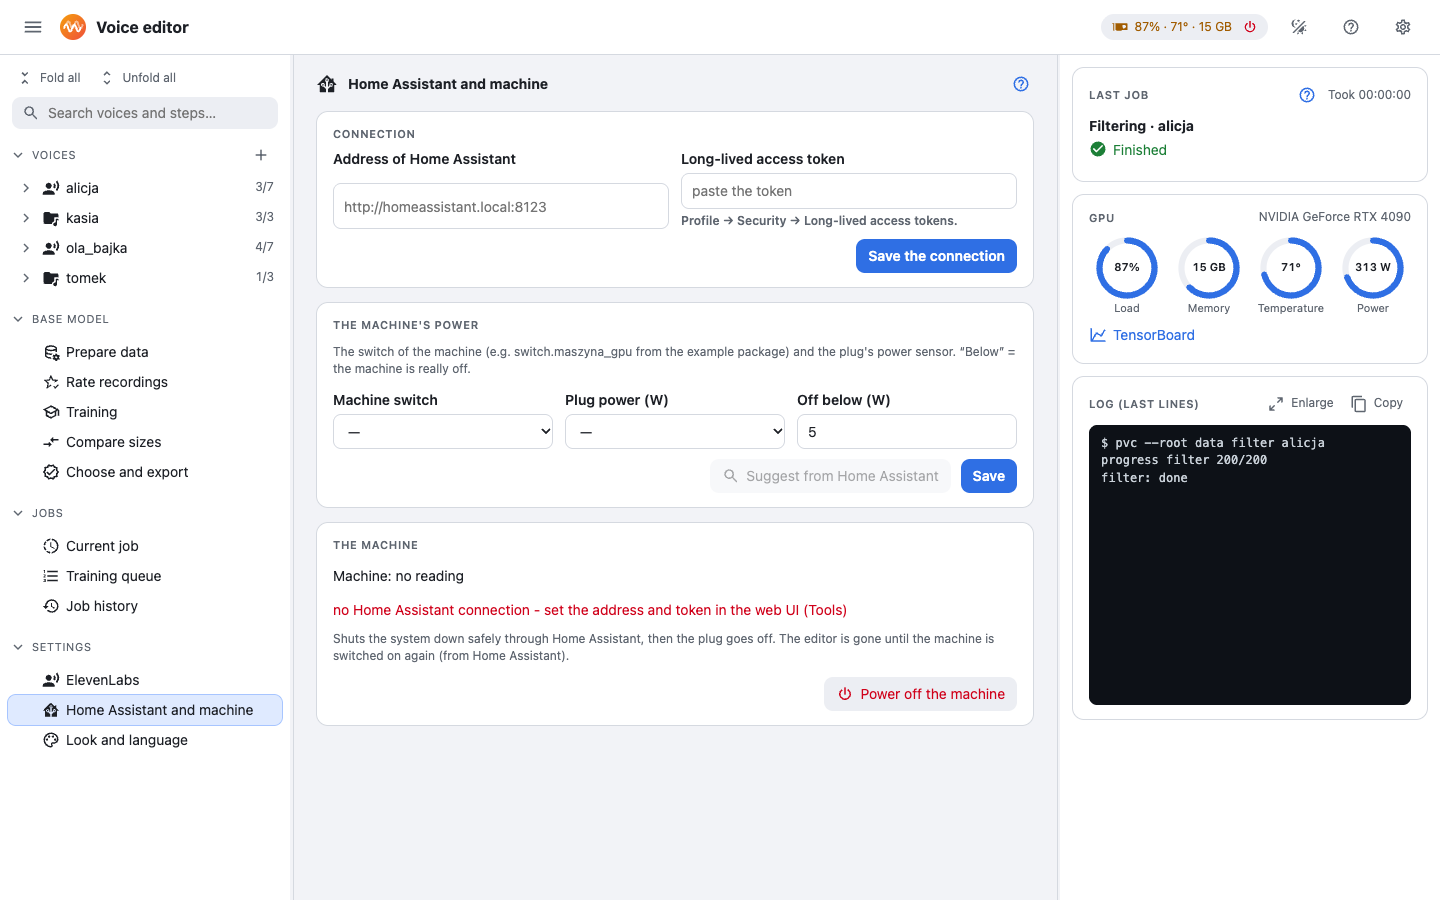 Voice editor
87% · 71° · 15 GB
Fold all
Unfold all
Search voices and steps...
VOICES
alicja
3/7
kasia
3/3
ola_bajka
4/7
tomek
1/3
BASE MODEL
Prepare data
Rate recordings
Training
Compare sizes
Choose and export
JOBS
Current job
Training queue
Job history
SETTINGS
ElevenLabs
Home Assistant and machine
Look and language
Home Assistant and machine
CONNECTION
Address of Home Assistant
http://homeassistant.local:8123
Long-lived access token
paste the token
Profile → Security → Long-lived access tokens.
Save the connection
THE MACHINE'S POWER
The switch of the machine (e.g. switch.maszyna_gpu from the example package) and the plug's power sensor. “Below” =
the machine is really off.
Machine switch
—
Plug power (W)
—
Off below (W)
5
Suggest from Home Assistant
Save
THE MACHINE
Machine: no reading
no Home Assistant connection - set the address and token in the web UI (Tools)
Shuts the system down safely through Home Assistant, then the plug goes off. The editor is gone until the machine is
switched on again (from Home Assistant).
Power off the machine
LAST JOB
Took 00:00:00
Filtering · alicja
Finished
GPU
NVIDIA GeForce RTX 4090
87%
15 GB
71°
313 W
Load
Memory
Temperature
Power
TensorBoard
LOG (LAST LINES)
Enlarge
Copy
$ pvc --root data filter alicja
progress filter 200/200
filter: done